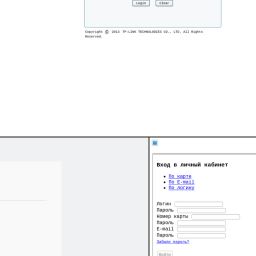 Login Clear
Copyright © 2013 TP-LINK TECHNOLOGIES CO., LTD. All Rights
Reserved.
Вход в личный кабинет
По карте
По E-mail
По логину
Логин
Пароль
Номер карты
Пароль
E-mail
Пароль
Забыли пароль?
Войти